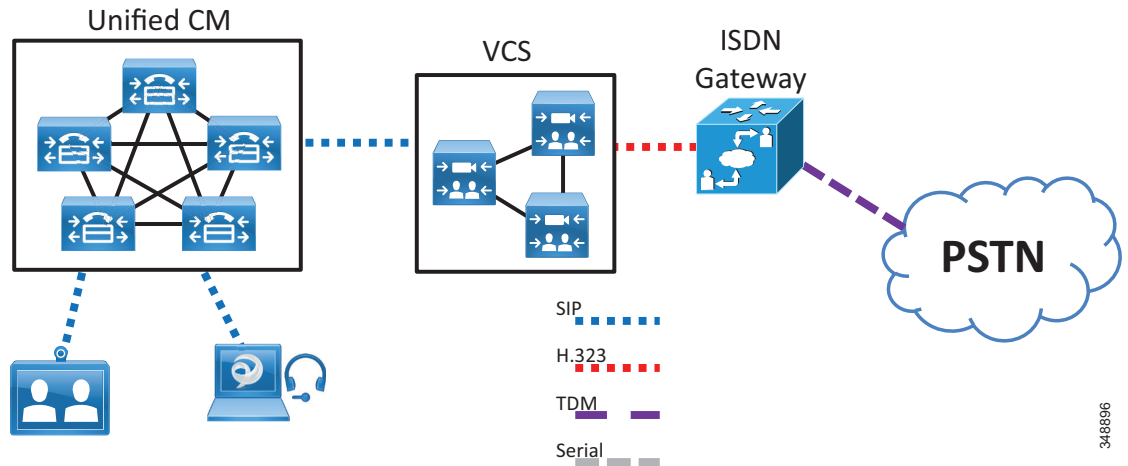 Unified CM
VCS
ISDN
Gateway
PSTN
SIP
H.323
TDM
Serial
348896